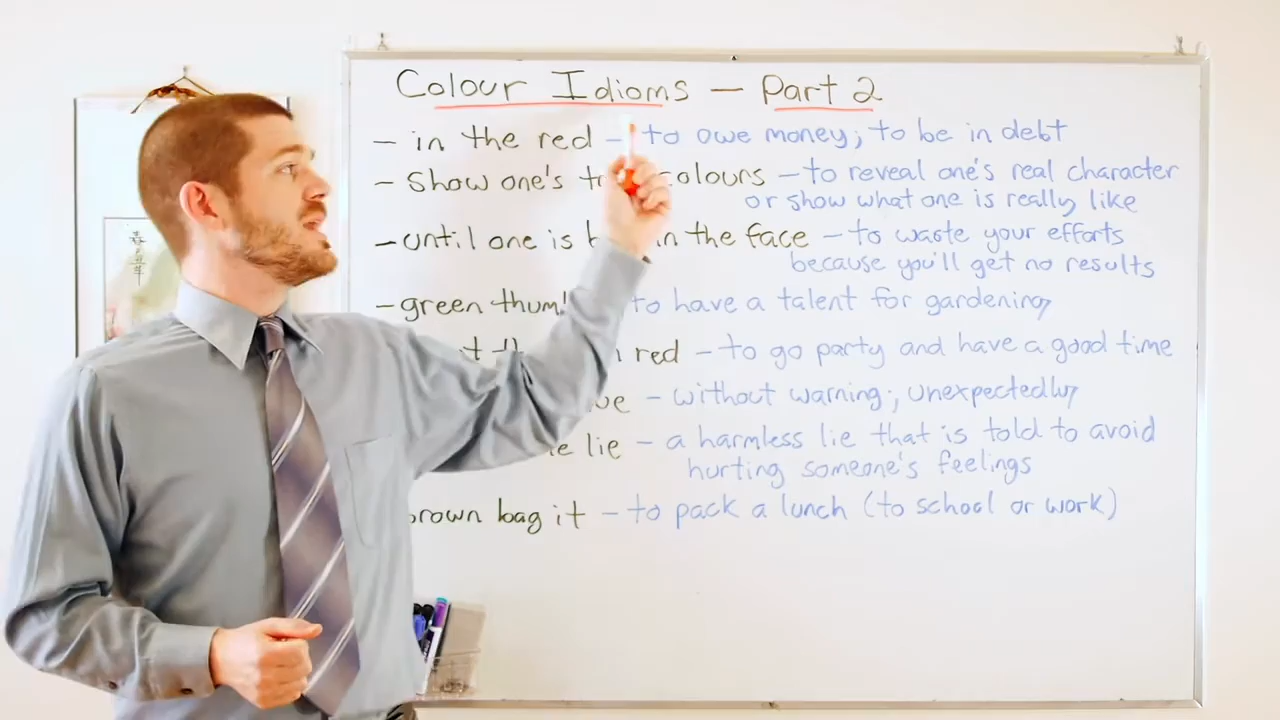 Colour Idioms — Part 2
- in the red - to owe money; to be in debt
- Show one's colours - to reveal one's real character
or show what one is really like
- until one is in the face - to waste your efforts
because you'll get no results
- green to have a talent for gardening
red - to go party and have a good time
- without warning; unexpectedly
lie - a harmless lie that is told to avoid
hurting someone's feelings
brown bag it - to pack a lunch (to school or work)